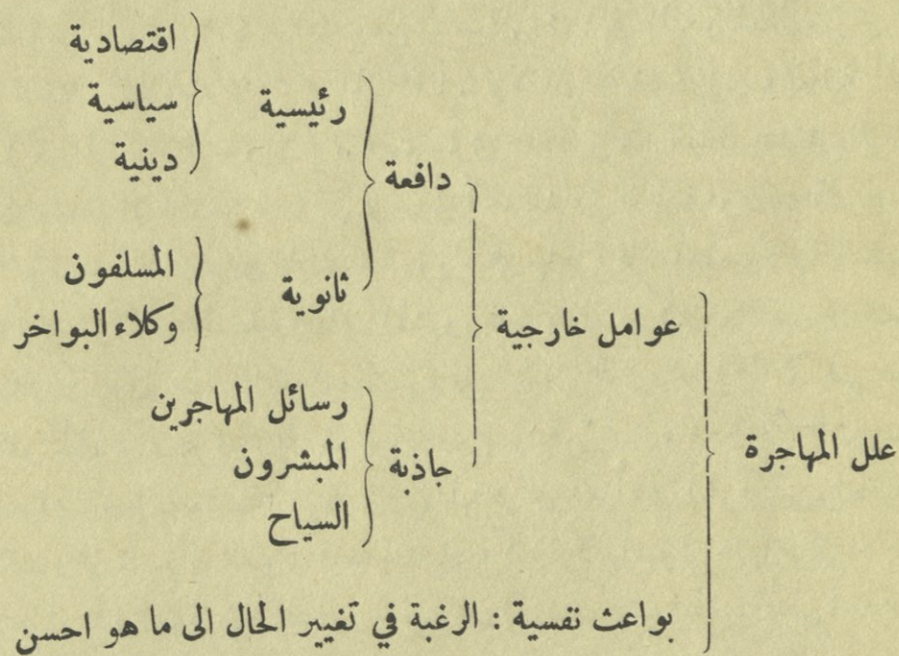 علل المهاجرة
عوامل خارجية
دافعة
رئيسية
اقتصادية
سياسية
دينية
ثانوية
المسلفون
وكلاء البواخر
جاذبة
رسائل المهاجرين
المبشرون
السياح
بواعث نفسية : الرغبة في تغيير الحال الى ما هو احسن